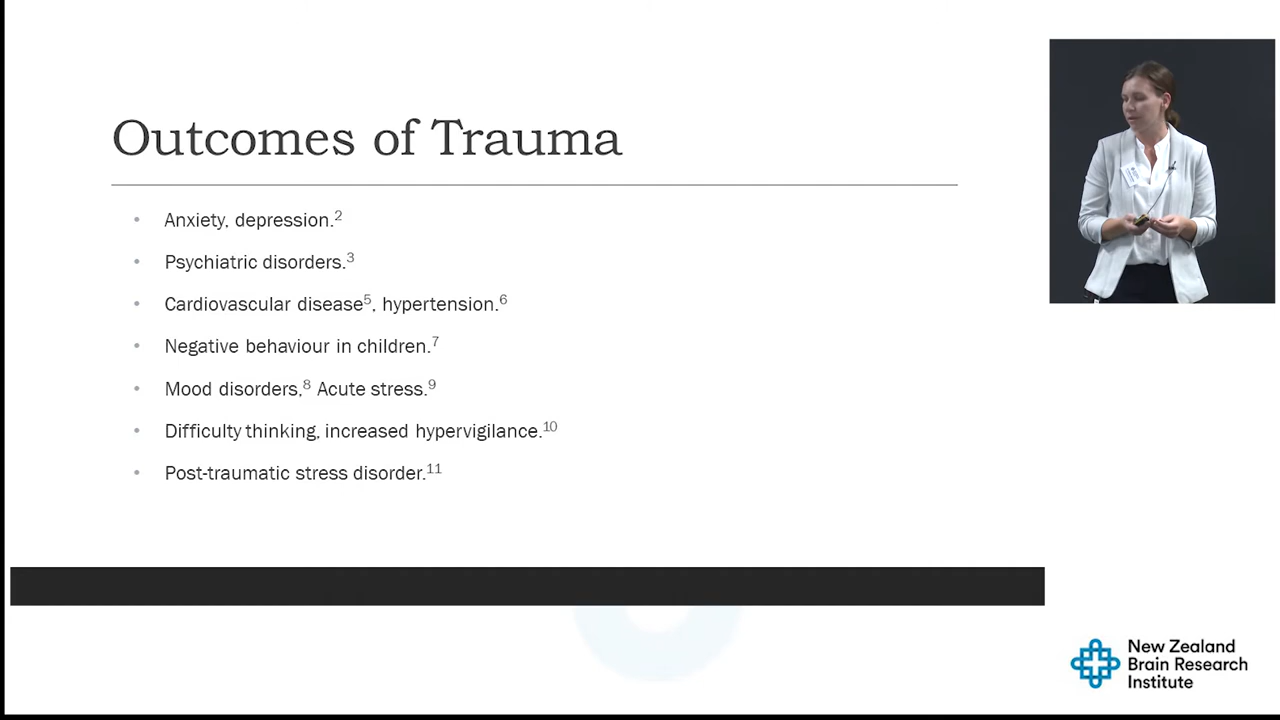 Outcomes of Trauma
• Anxiety, depression.2
• Psychiatric disorders.3
• Cardiovascular disease5, hypertension.6
• Negative behaviour in children.7
• Mood disorders,8 Acute stress.9
• Difficulty thinking, increased hypervigilance.10
• Post-traumatic stress disorder.11
New Zealand
Brain Research
Institute